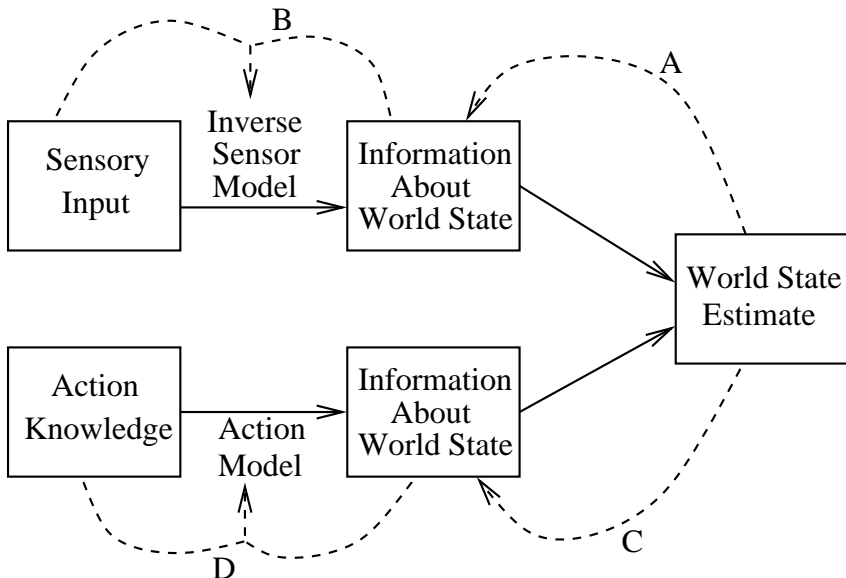 B
A
Sensory
Input
Inverse
Sensor
Model
Information
About
World State
World State
Estimate
Action
Knowledge
Action
Model
Information
About
World State
D
C